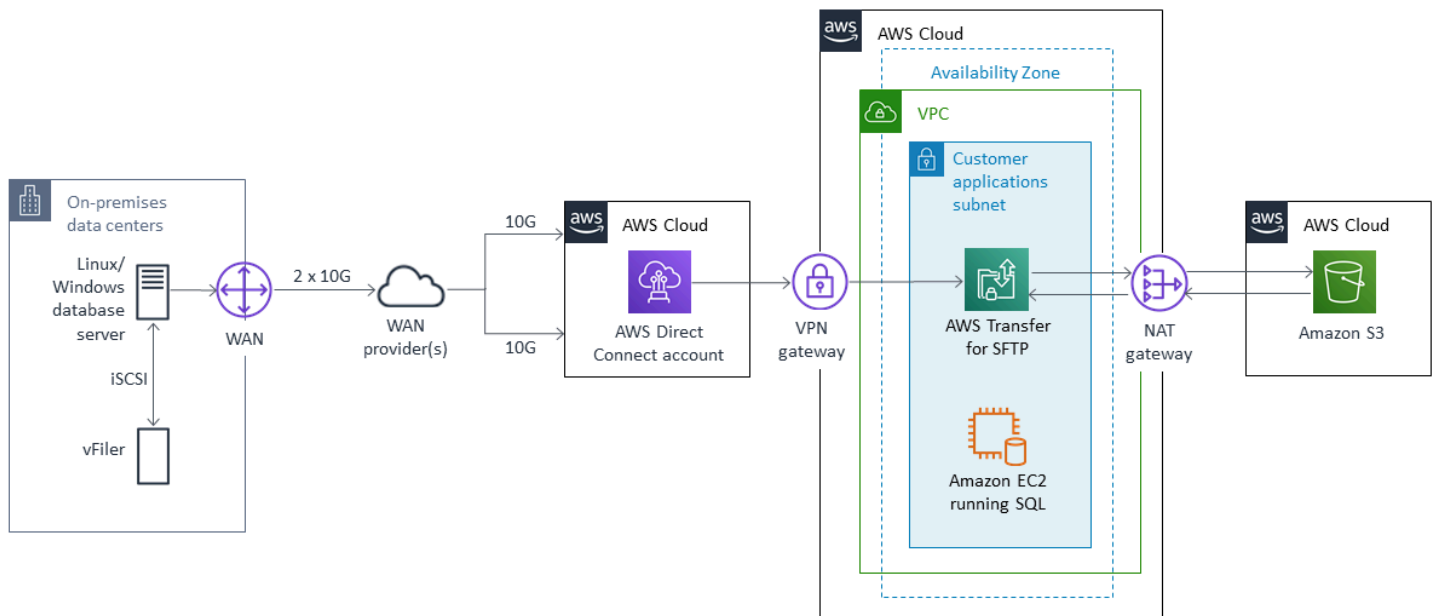 On-premises
data centers
Linux/
Windows
database
server
iSCSI
vFiler
WAN
2 x 10G
WAN
provider(s)
10G
10G
aws
AWS Cloud
AWS Direct
Connect account
aws
AWS Cloud
Availability Zone
VPC
Customer
applications
subnet
VPN
gateway
AWS Transfer
for SFTP
Amazon EC2
running SQL
NAT
gateway
aws
AWS Cloud
Amazon S3